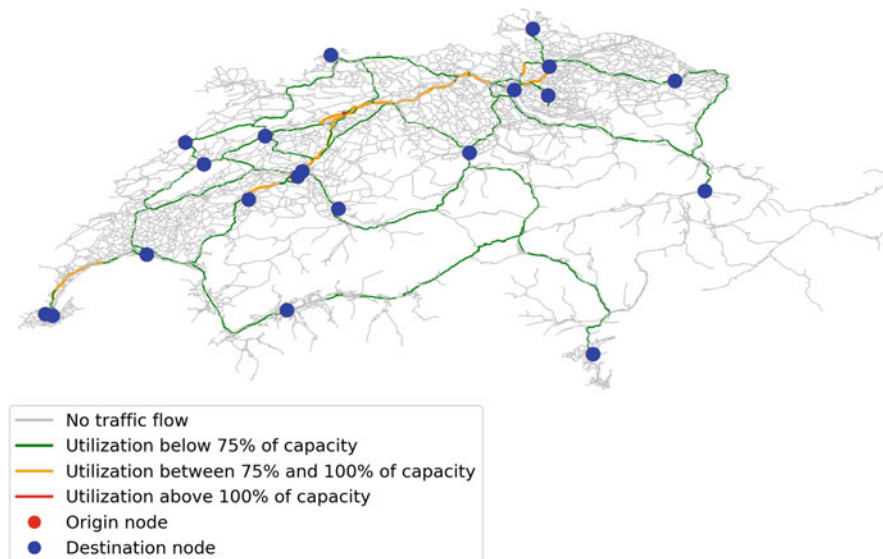 No traffic flow
Utilization below 75% of capacity
Utilization between 75% and 100% of capacity
Utilization above 100% of capacity
Origin node
Destination node